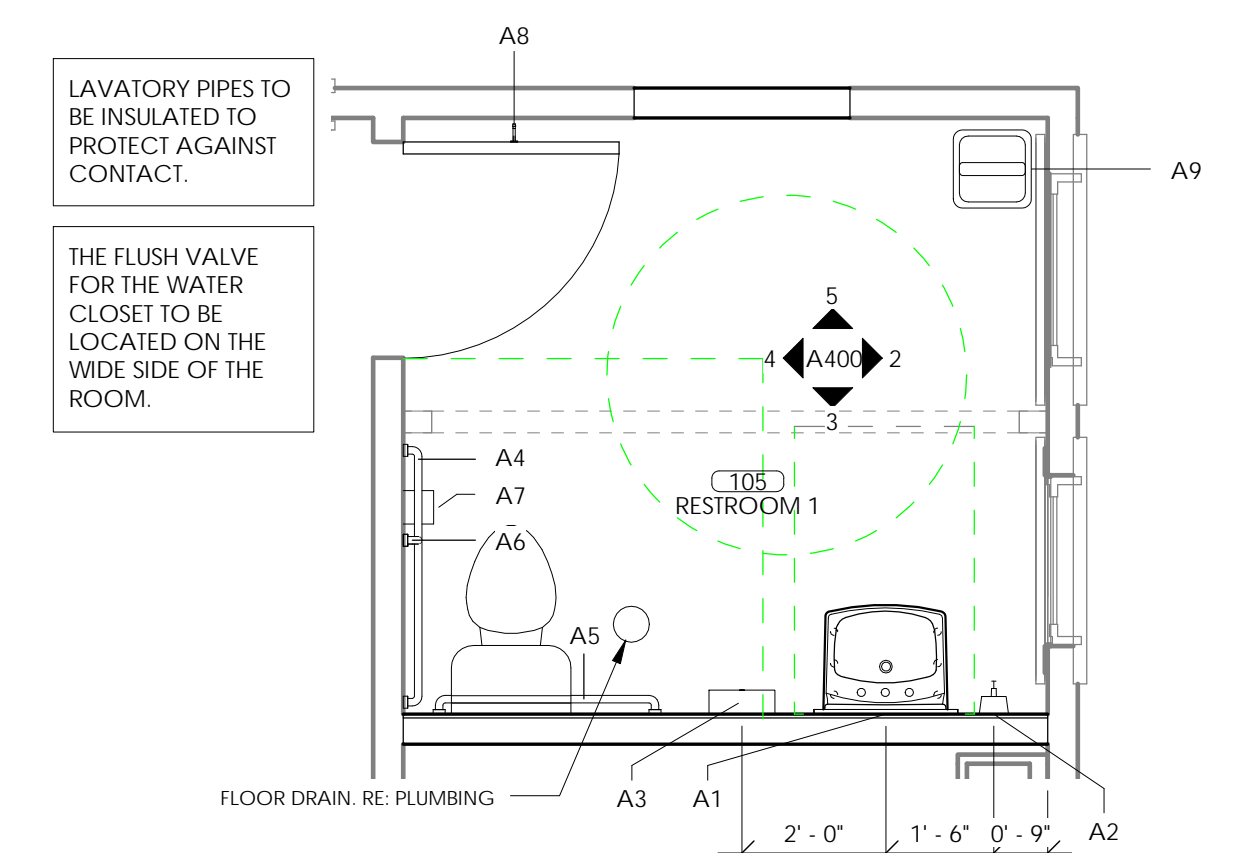 A8
LAVATORY PIPES TO
BE INSULATED TO
PROTECT AGAINST
CONTACT.
A9
THE FLUSH VALVE
FOR THE WATER
CLOSET TO BE
LOCATED ON THE
WIDE SIDE OF THE
ROOM.
5
4 A400 2
3
A4
A7
A6
105
RESTROOM 1
A5
FLOOR DRAIN. RE: PLUMBING
A3
A1
A2
2' - 0"
1' - 6"
0' - 9"